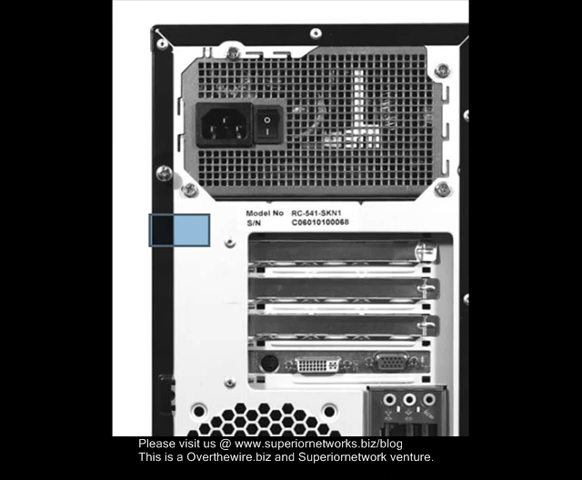 Model No RC-541-SKN1
S/N C06010100068
Please visit us @ www.superiornetworks.biz/blog
This is a Overthewire.biz and Superiornetwork venture.